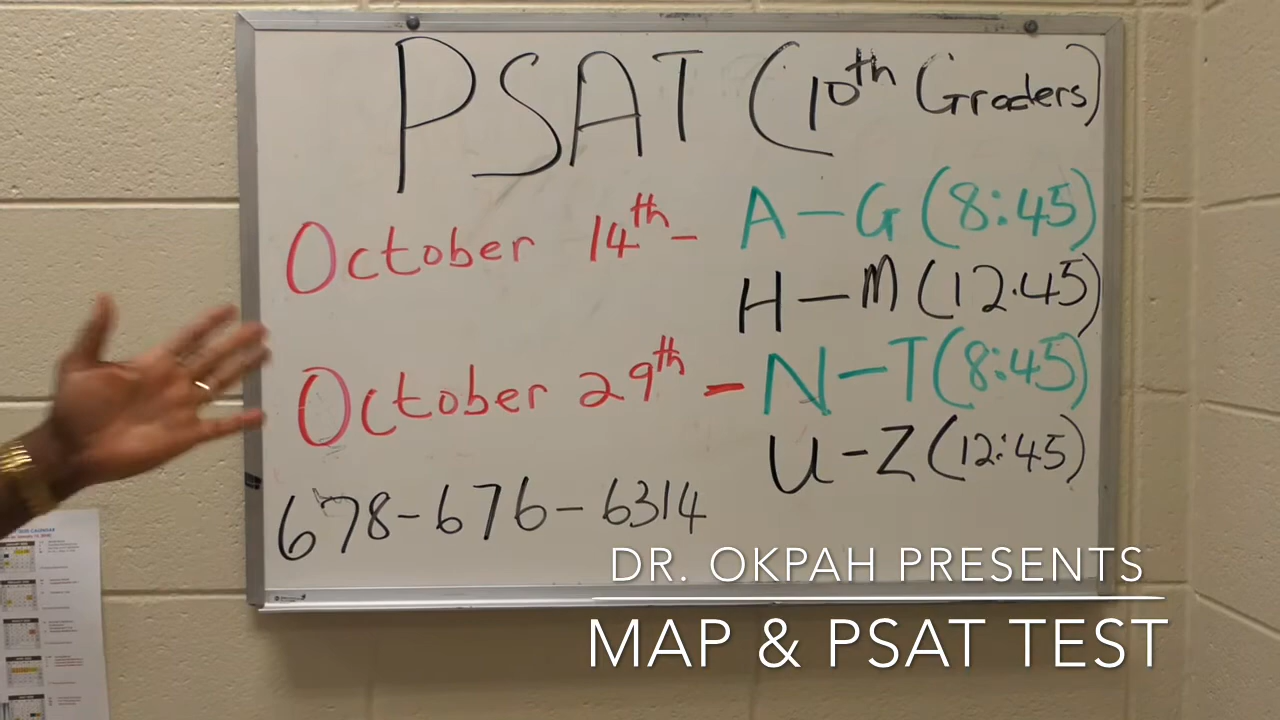 PSAT (10th Graders)
October 14th - A-G (8:45)
H-M (12:45)
October 29th - N-T (8:45)
U-Z (12:45)
678-676-6314
DR. OKPAH PRESENTS
MAP & PSAT TEST